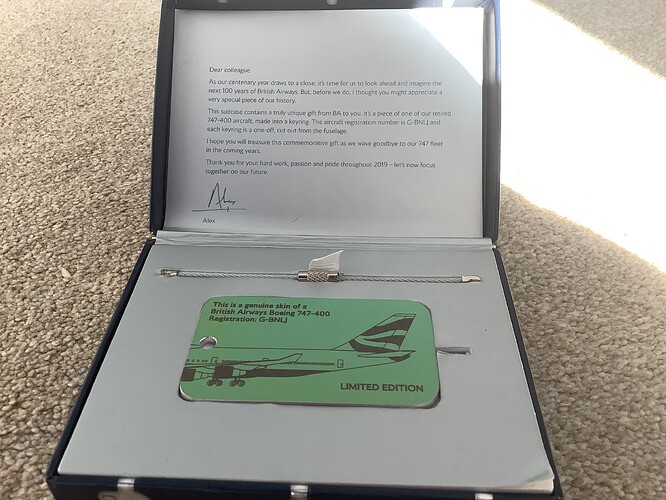 Dear colleague
As our centenary year draws to a close, it's time for us to look ahead and imagine the
next 100 years of British Airways. But, before we do, I thought you might appreciate a
very special piece of our history.
This suitcase contains a truly unique gift from BA to you. It's a piece of one of our retired
747-400 aircraft, made into a keyring. The aircraft registration number is G-BNLJ and
each keyring is a one-off, cut out from the fuselage.
I hope you will treasure this commemorative gift as we wave goodbye to our 747 fleet
in the coming years.
Thank you for your hard work, passion and pride throughout 2019 – let's now focus
together on our future.
Alex
Alex
This is a genuine skin of a
British Airways Boeing 747-400
Registration: G-BNLJ
LIMITED EDITION